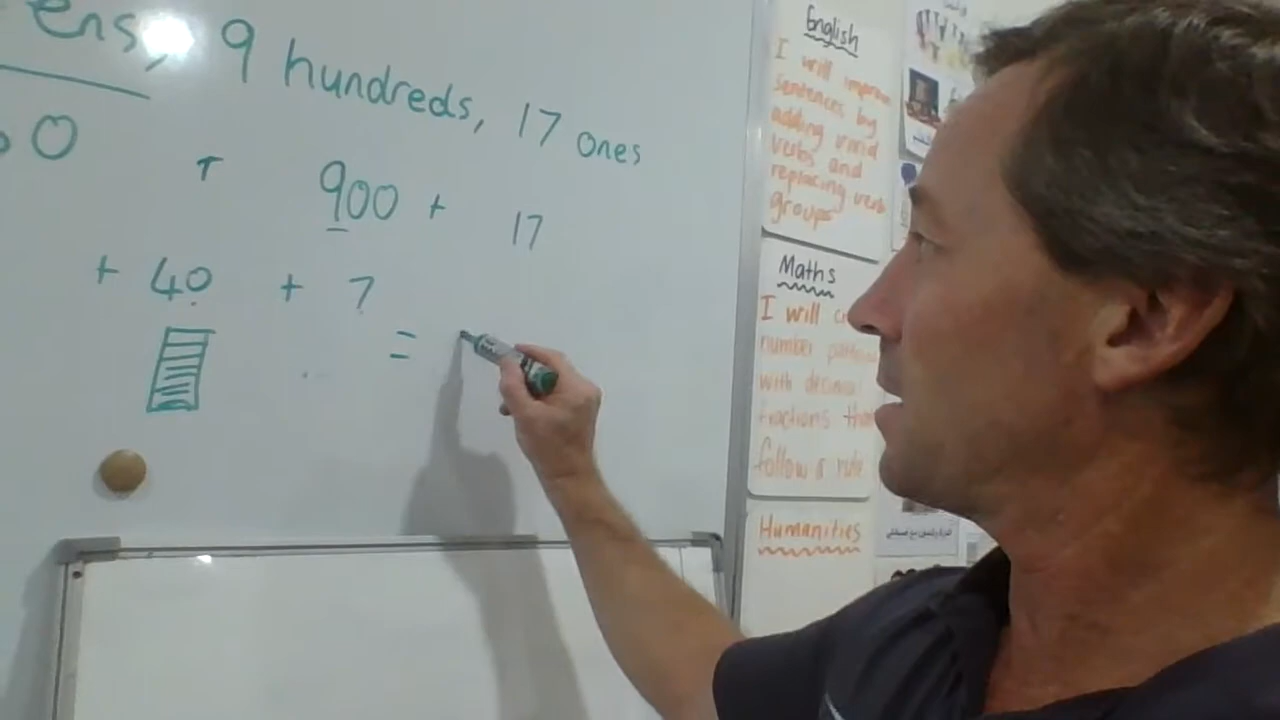 ens, 9 hundreds, 17 ones
0 T 900 + 17
+ 40 + 7
=
English
I will improve
sentences by
adding vivid
verbs and
replacing verb
groups
Maths
I will
number
with decimal
fractions that
follow a rule
Humanities